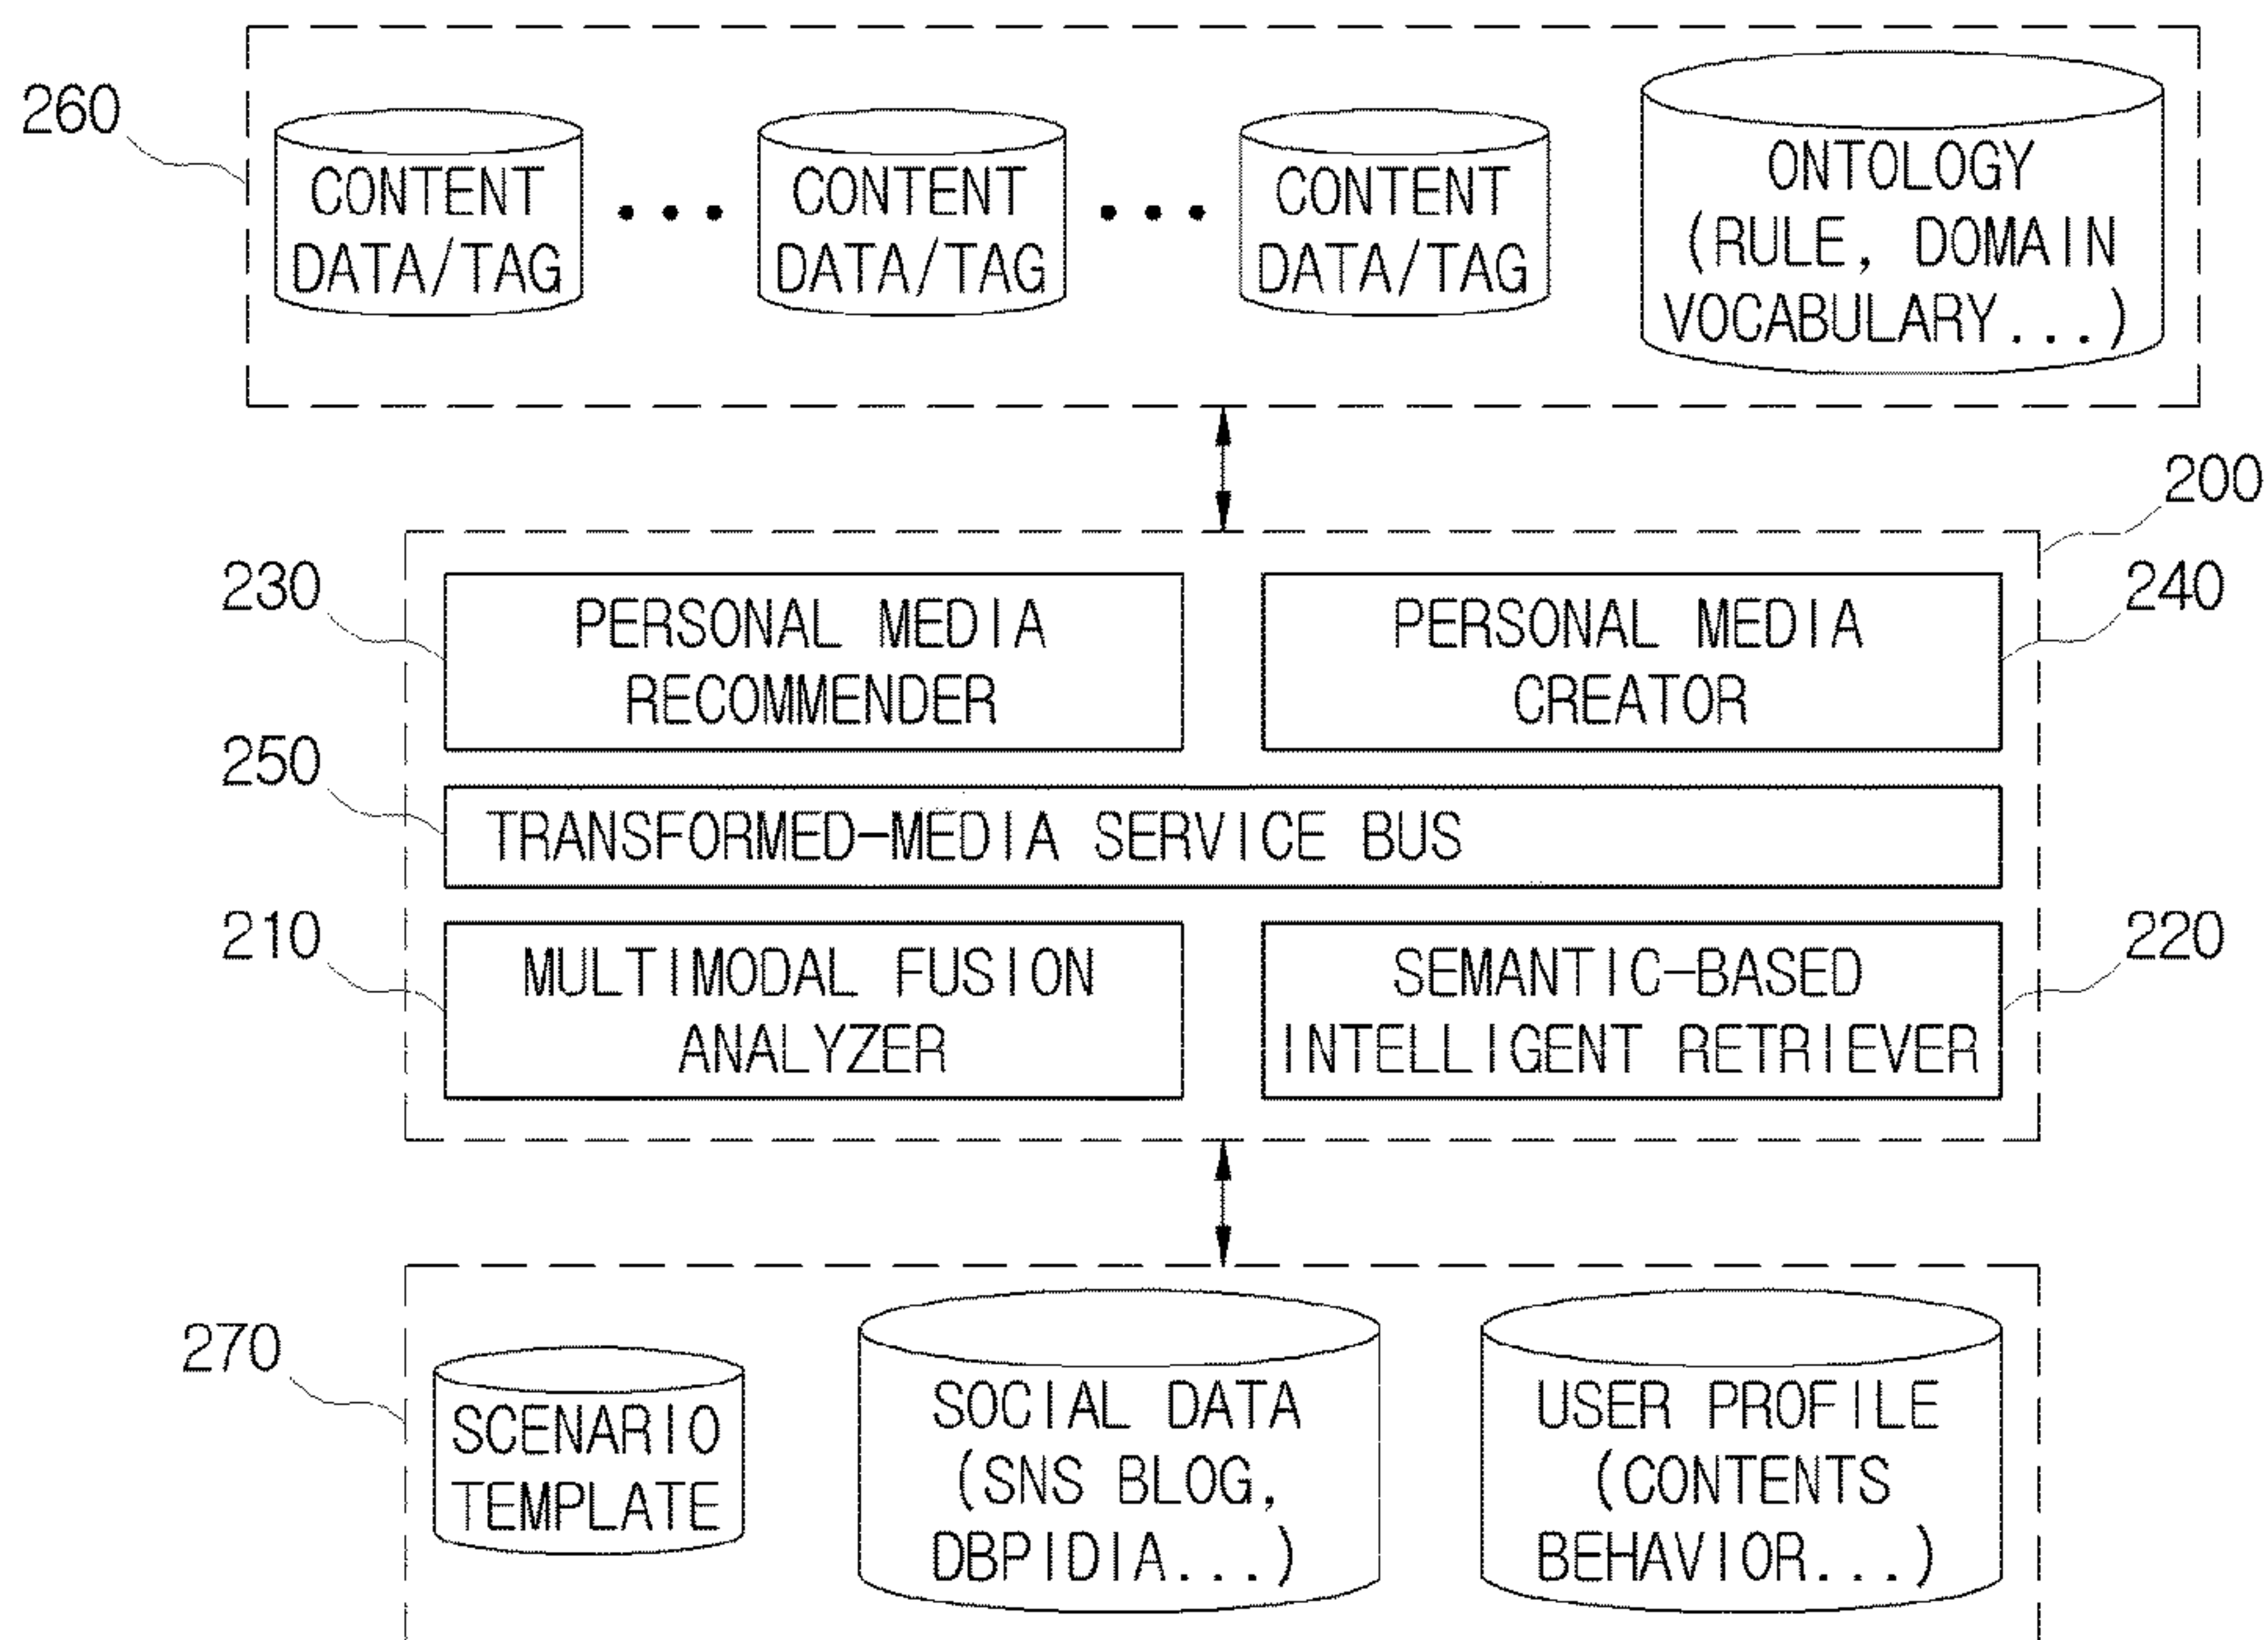 260
CONTENT
DATA/TAG
...
CONTENT
DATA/TAG
...
CONTENT
DATA/TAG
ONTOLOGY
(RULE, DOMAIN
VOCABULARY...)
200
230
PERSONAL MEDIA
RECOMMENDER
PERSONAL MEDIA
CREATOR
240
250
TRANSFORMED-MEDIA SERVICE BUS
210
MULTIMODAL FUSION
ANALYZER
SEMANTIC-BASED
INTELLIGENT RETRIEVER
220
270
SCENARIO
TEMPLATE
SOCIAL DATA
(SNS BLOG,
DBPIDIA...)
USER PROFILE
(CONTENTS
BEHAVIOR...)